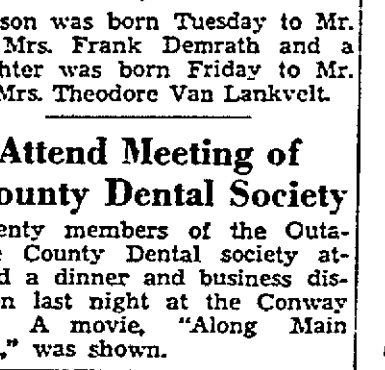 son was born Tuesday to Mr.
Mrs. Frank Demrath and a
hter was born Friday to Mr.
Mrs. Theodore Van Lankvelt.
Attend Meeting of
ounty Dental Society
enty members of the Outa-
e County Dental society at-
d a dinner and business dis-
n last night at the Conway
A movie, "Along Main
," was shown.